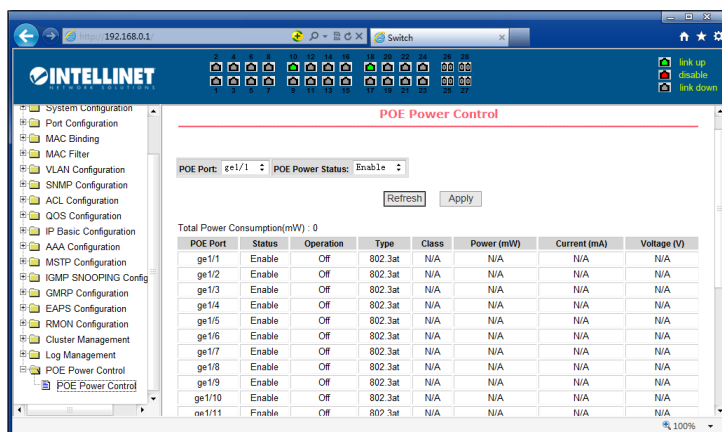 http://192.168.0.1/
Switch
2 4 6 8 10 12 14 16 18 20 22 24 26 28
1 3 5 7 9 11 13 15 17 19 21 23 25 27
link up
disable
link down
INTELLINET
NETWORK SOLUTIONS
System Configuration
Port Configuration
MAC Binding
MAC Filter
VLAN Configuration
SNMP Configuration
ACL Configuration
QOS Configuration
IP Basic Configuration
AAA Configuration
MSTP Configuration
IGMP SNOOPING Config
GMRP Configuration
EAPS Configuration
RMON Configuration
Cluster Management
Log Management
POE Power Control
POE Power Control
POE Power Control
POE Port: ge1/1 POE Power Status: Enable
Refresh Apply
Total Power Consumption(mW) : 0
POE Port Status Operation Type Class Power (mW) Current (mA) Voltage (V)
ge1/1 Enable Off 802.3at N/A N/A N/A N/A
ge1/2 Enable Off 802.3at N/A N/A N/A N/A
ge1/3 Enable Off 802.3at N/A N/A N/A N/A
ge1/4 Enable Off 802.3at N/A N/A N/A N/A
ge1/5 Enable Off 802.3at N/A N/A N/A N/A
ge1/6 Enable Off 802.3at N/A N/A N/A N/A
ge1/7 Enable Off 802.3at N/A N/A N/A N/A
ge1/8 Enable Off 802.3at N/A N/A N/A N/A
ge1/9 Enable Off 802.3at N/A N/A N/A N/A
ge1/10 Enable Off 802.3at N/A N/A N/A N/A
ge1/11 Enable Off 802.3at N/A N/A N/A N/A
100%